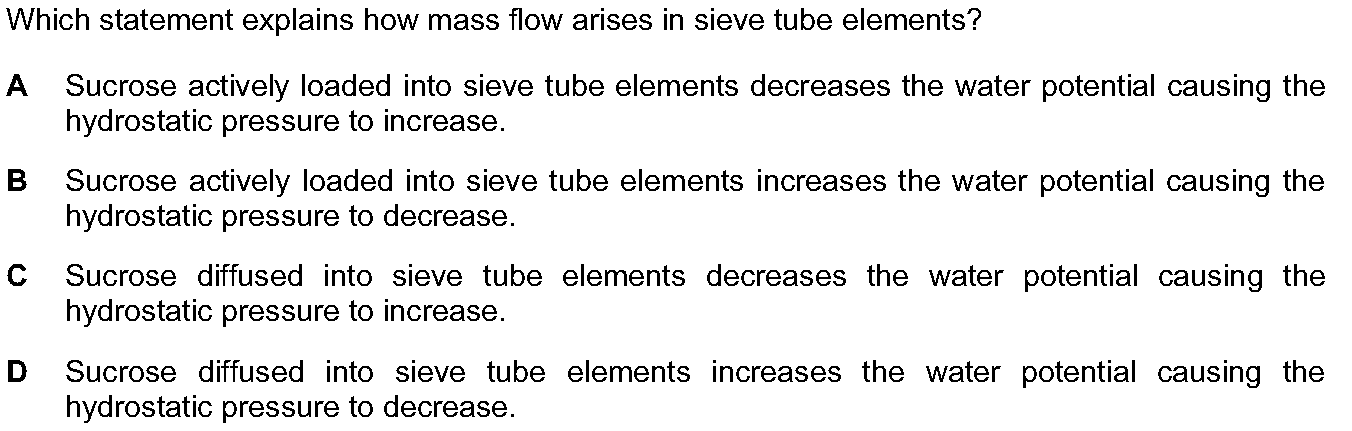 Which statement explains how mass flow arises in sieve tube elements?
A Sucrose actively loaded into sieve tube elements decreases the water potential causing the
hydrostatic pressure to increase.
B Sucrose actively loaded into sieve tube elements increases the water potential causing the
hydrostatic pressure to decrease.
C Sucrose diffused into sieve tube elements decreases the water potential causing the
hydrostatic pressure to increase.
D Sucrose diffused into sieve tube elements increases the water potential causing the
hydrostatic pressure to decrease.